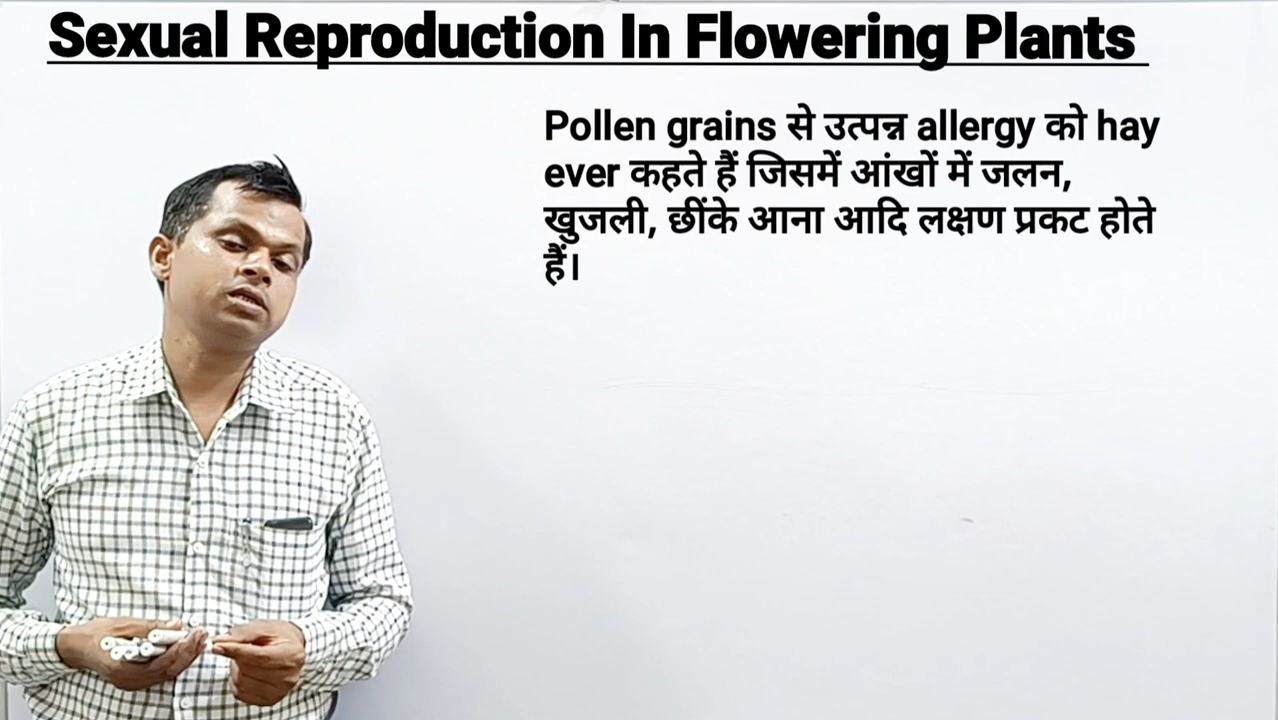 Sexual Reproduction In Flowering Plants
Pollen grains से उत्पन्न allergy को hay
ever कहते हैं जिसमें आंखों में जलन,
खुजली, छींके आना आदि लक्षण प्रकट होते
हैं।